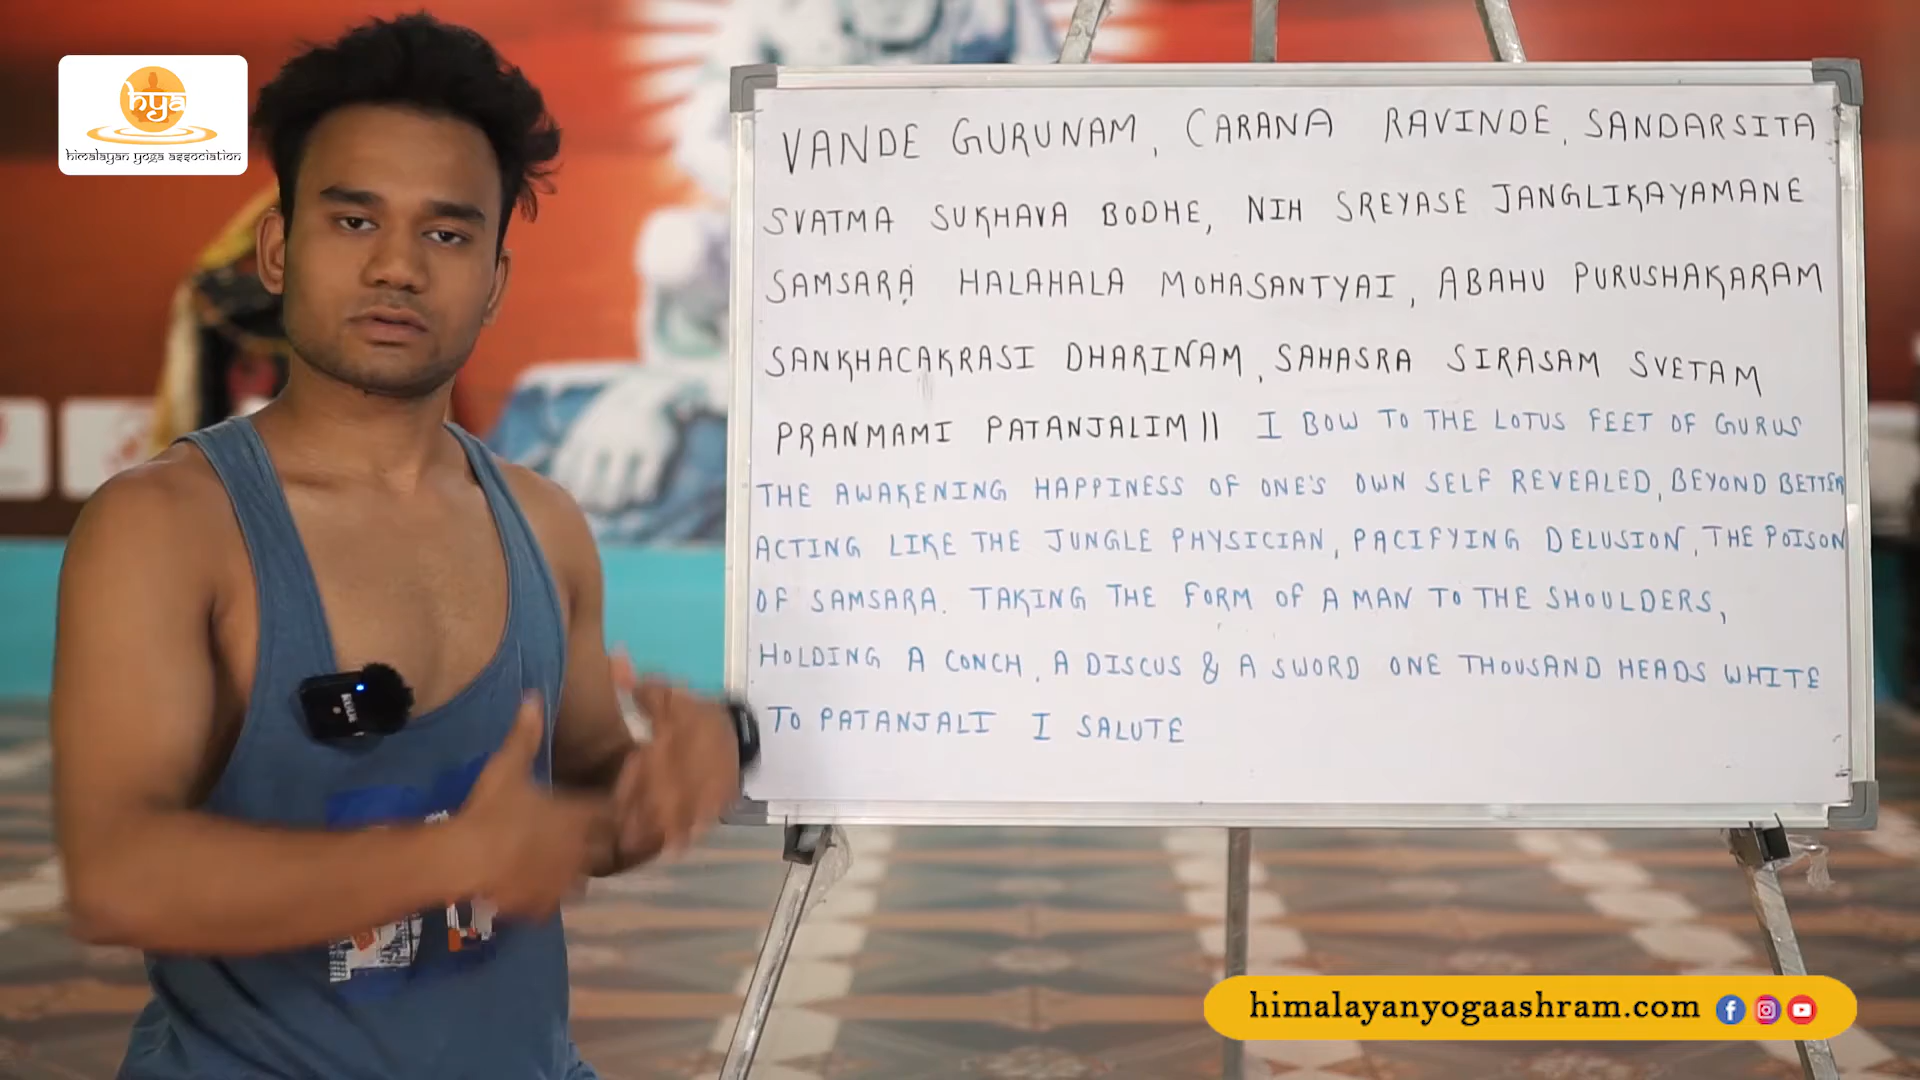 hya
himalayan yoga association
VANDE GURUNAM, CARANA RAVINDE, SANDARSITA
SVATMA SUKHAVA BODHE, NIH SREYASE JANGLIKAYAMANE
SAMSARA HALAHALA MOHASANTYAI, ABAHU PURUSHAKARAM
SANKHACAKRASI DHARINAM, SAHASRA SIRASAM SVETAM
PRANMAMI PATANJALIM || I BOW TO THE LOTUS FEET OF GURUS
THE AWAKENING HAPPINESS OF ONE'S OWN SELF REVEALED, BEYOND BETTER
ACTING LIKE THE JUNGLE PHYSICIAN, PACIFYING DELUSION, THE POISON
OF SAMSARA. TAKING THE FORM OF A MAN TO THE SHOULDERS,
HOLDING A CONCH, A DISCUS & A SWORD ONE THOUSAND HEADS WHITE
TO PATANJALI I SALUTE
himalayanyogaashram.com